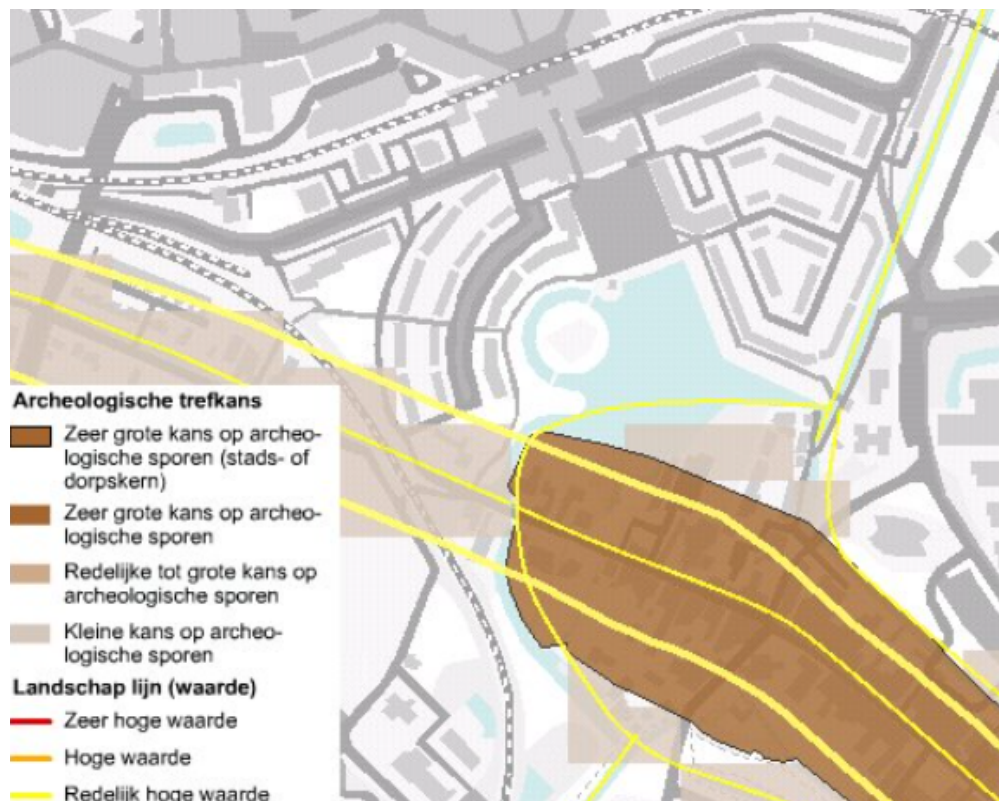 Archeologische trefkans
Zeer grote kans op archeo-
logische sporen (stads- of
dorpskern)
Zeer grote kans op archeo-
logische sporen
Redelijke tot grote kans op
archeologische sporen
Kleine kans op archeo-
logische sporen
Landschap lijn (waarde)
Zeer hoge waarde
Hoge waarde
Redelijk hoge waarde